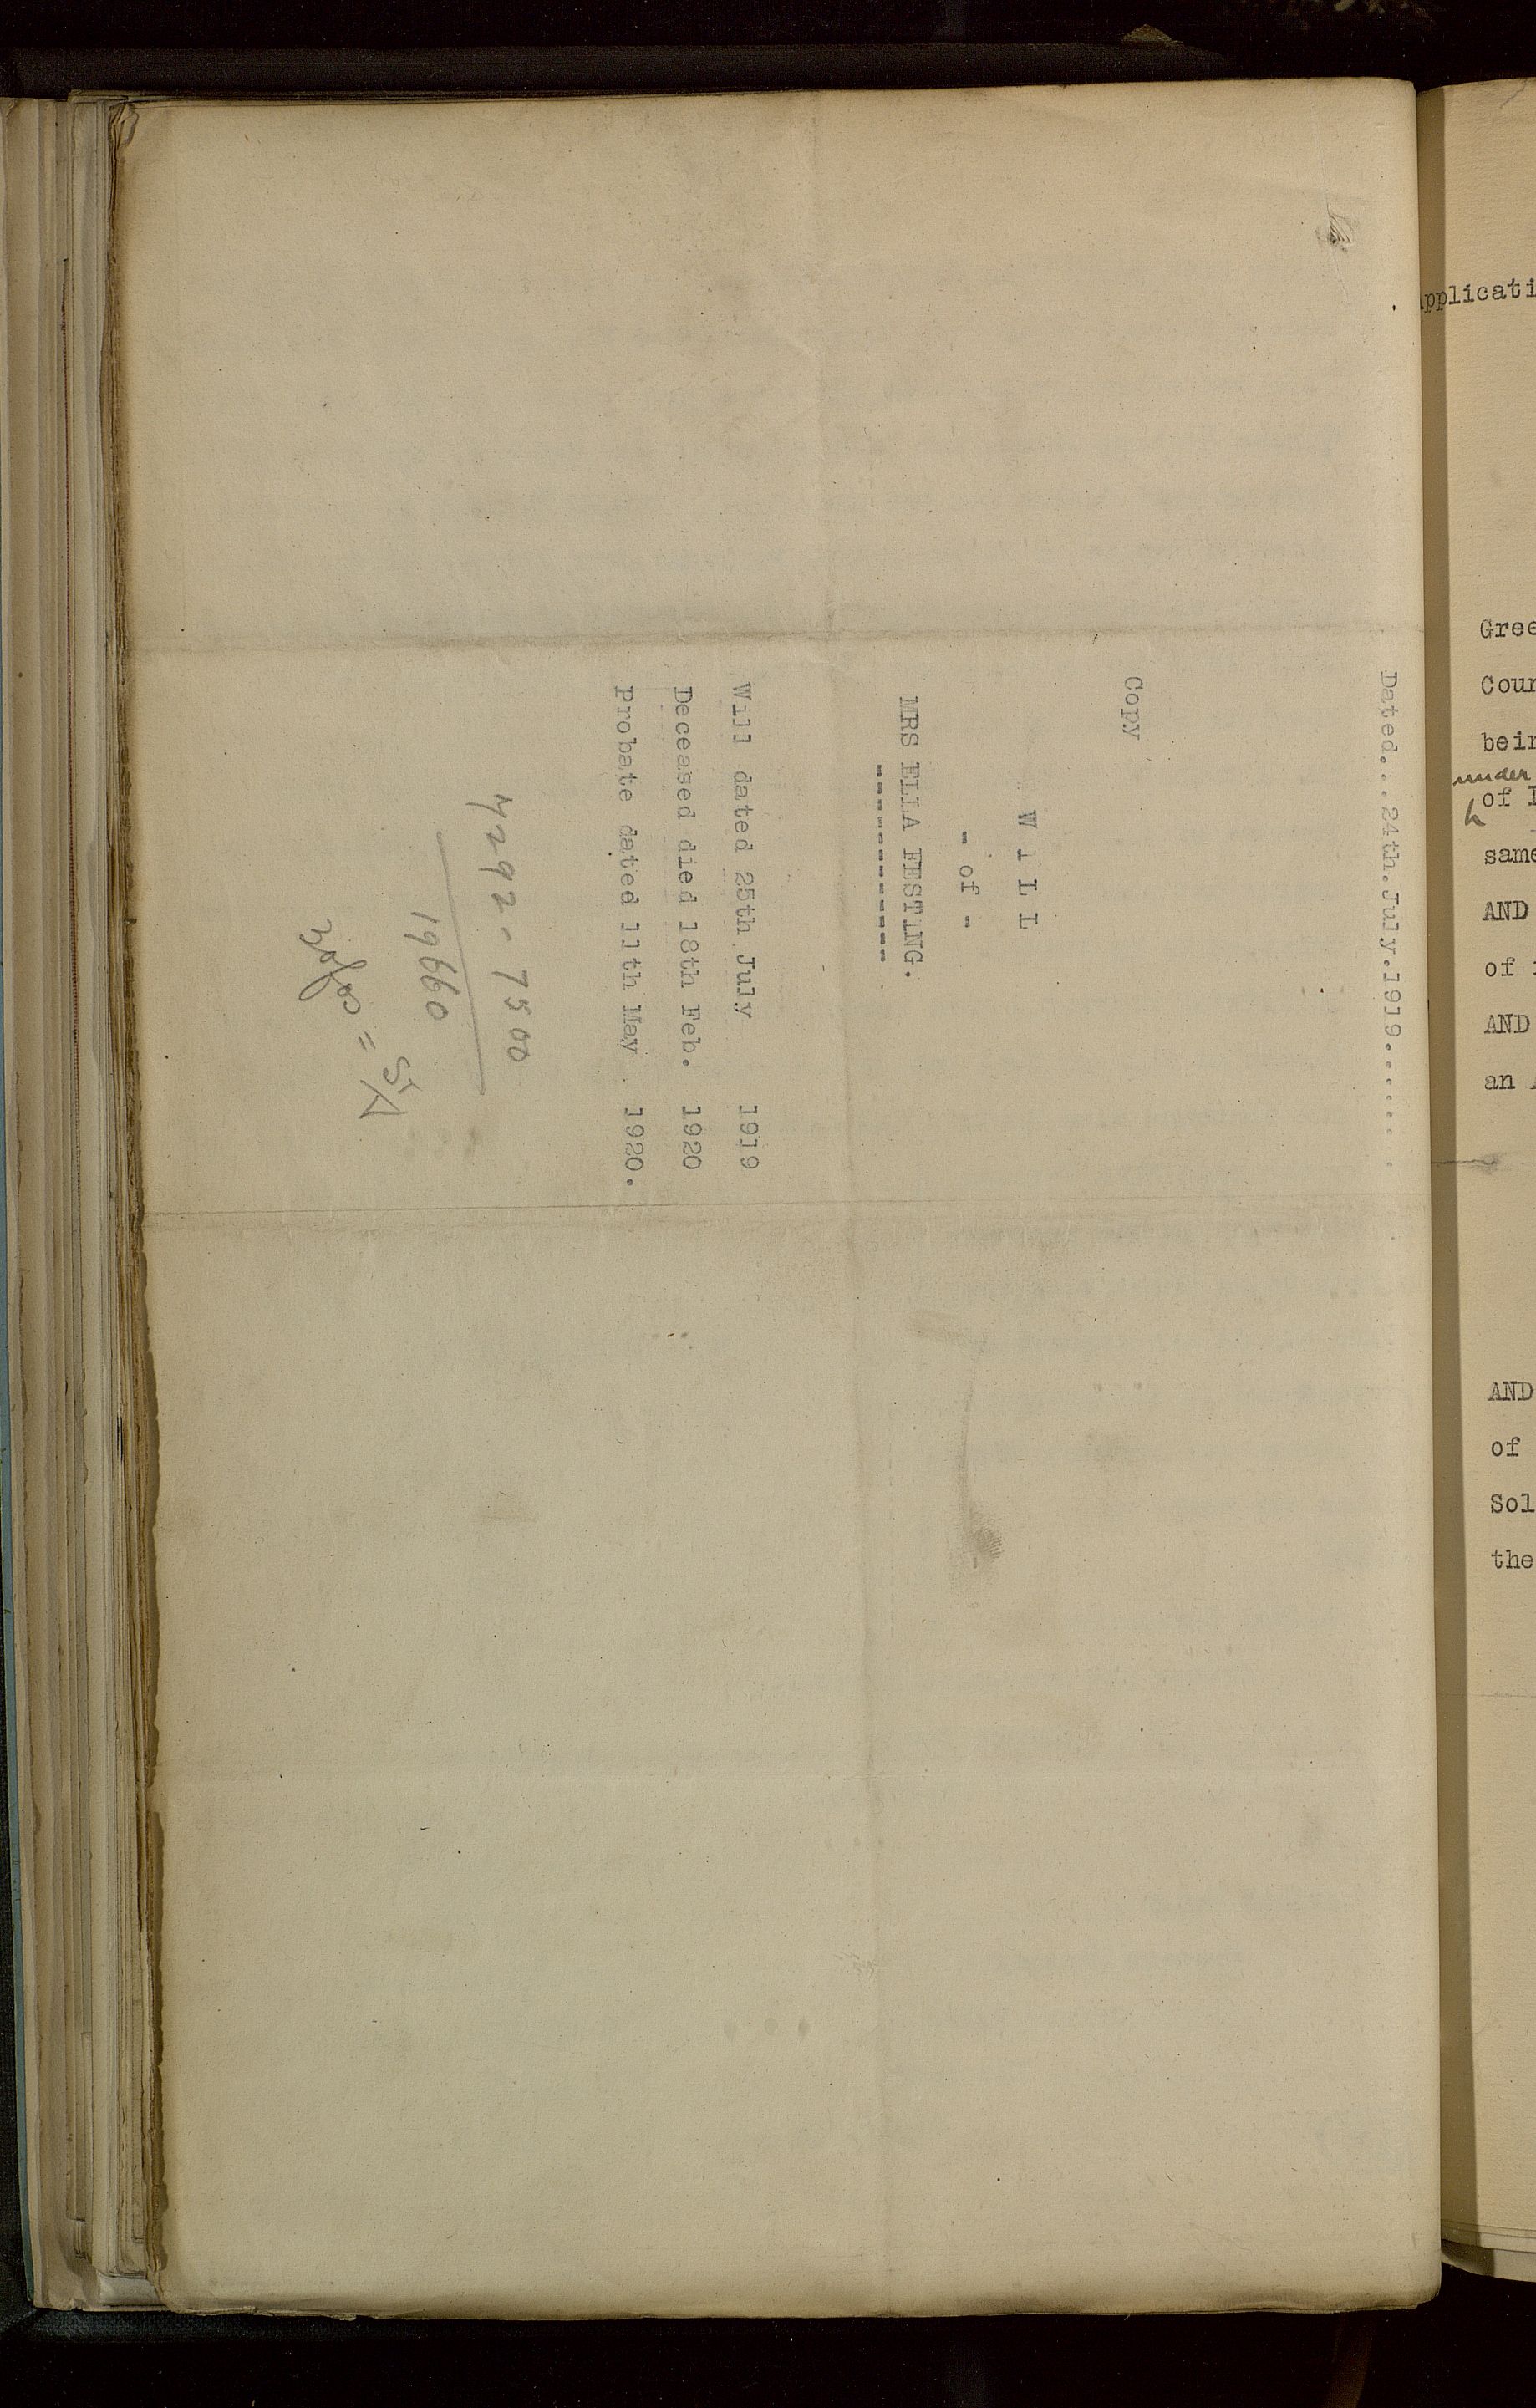 Dated...24th.July.1919.......
Copy
W I L L
- of -
MRS ELLA FESTING.
Will dated 25th July 1919
Deceased died 18th Feb. 1920
Probate dated 11th May 1920.
4292 - 7500
19660
applicati
Gree
Cour
bein
under
of I
same
AND
of
AND
an
AND
of
Sol
the